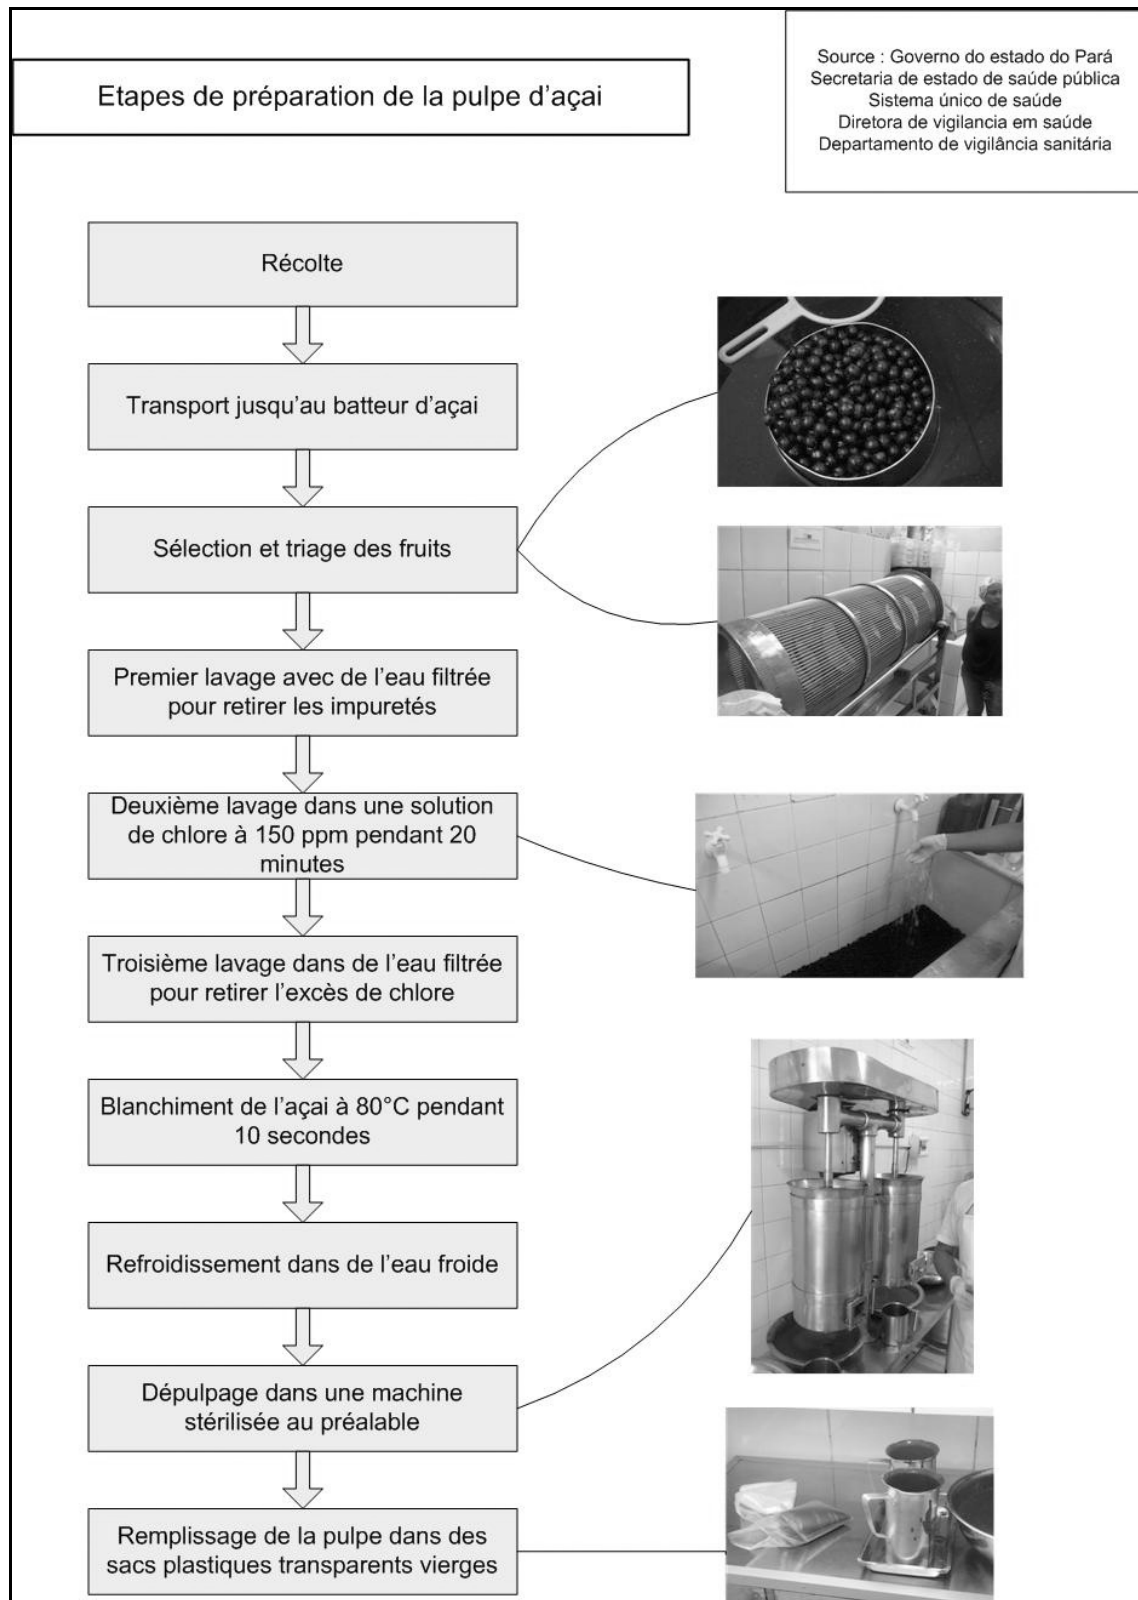 Etapes de préparation de la pulpe d’açai
Source : Governo do estado do Pará
Secretaria de estado de saúde pública
Sistema único de saúde
Diretora de vigilancia em saúde
Departamento de vigilância sanitária
Récolte
Transport jusqu’au batteur d’açai
Sélection et triage des fruits
Premier lavage avec de l’eau filtrée
pour retirer les impuretés
Deuxième lavage dans une solution
de chlore à 150 ppm pendant 20
minutes
Troisième lavage dans de l’eau filtrée
pour retirer l’excès de chlore
Blanchiment de l’açai à 80°C pendant
10 secondes
Refroidissement dans de l’eau froide
Dépulpage dans une machine
stérilisée au préalable
Remplissage de la pulpe dans des
sacs plastiques transparents vierges